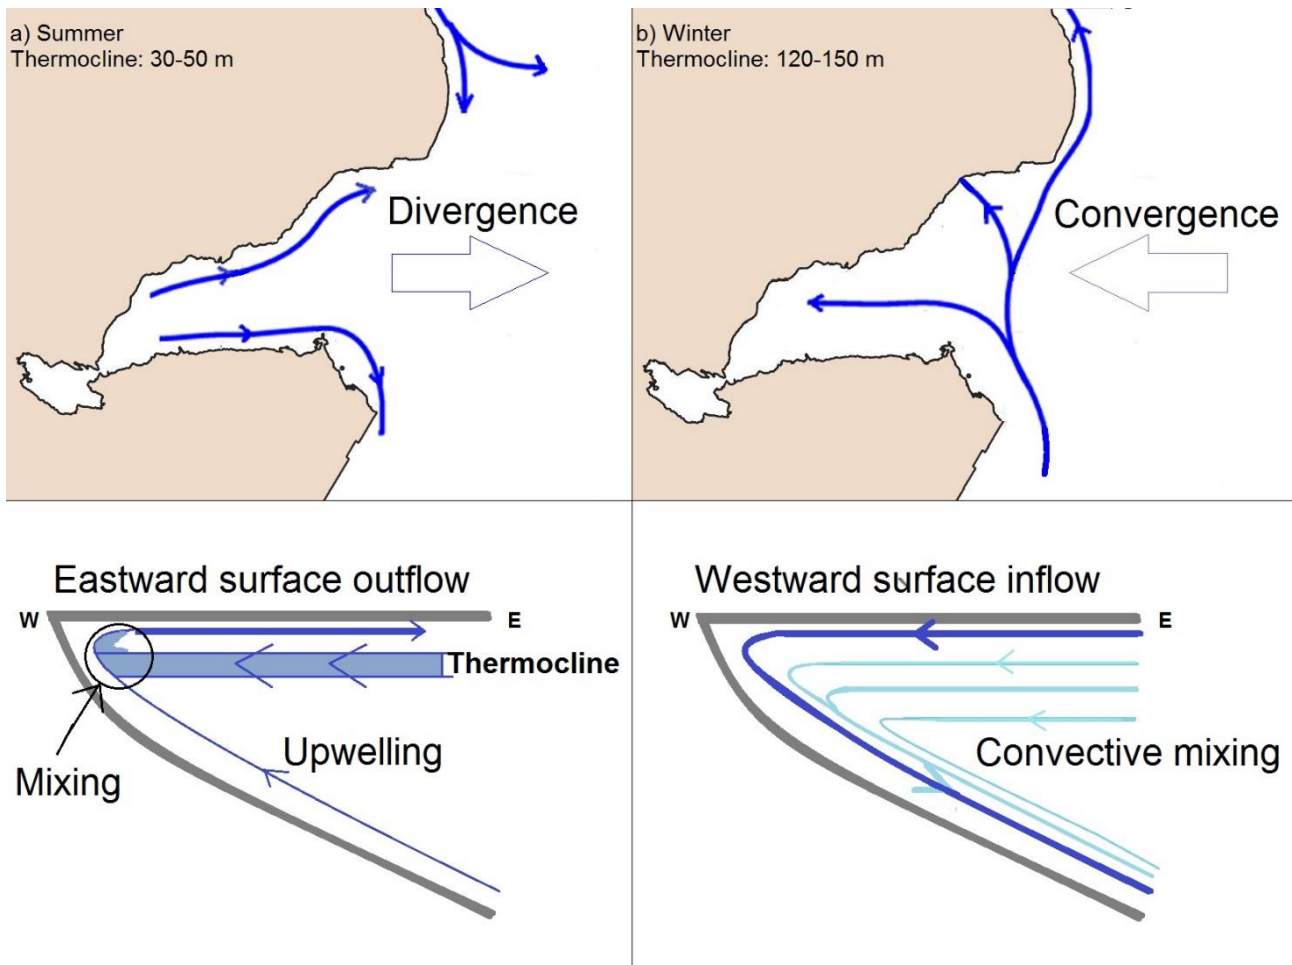 a) Summer
Thermocline: 30-50 m
Divergence
b) Winter
Thermocline: 120-150 m
Convergence
Eastward surface outflow
W
E
Thermocline
Upwelling
Mixing
Westward surface inflow
W
E
Convective mixing